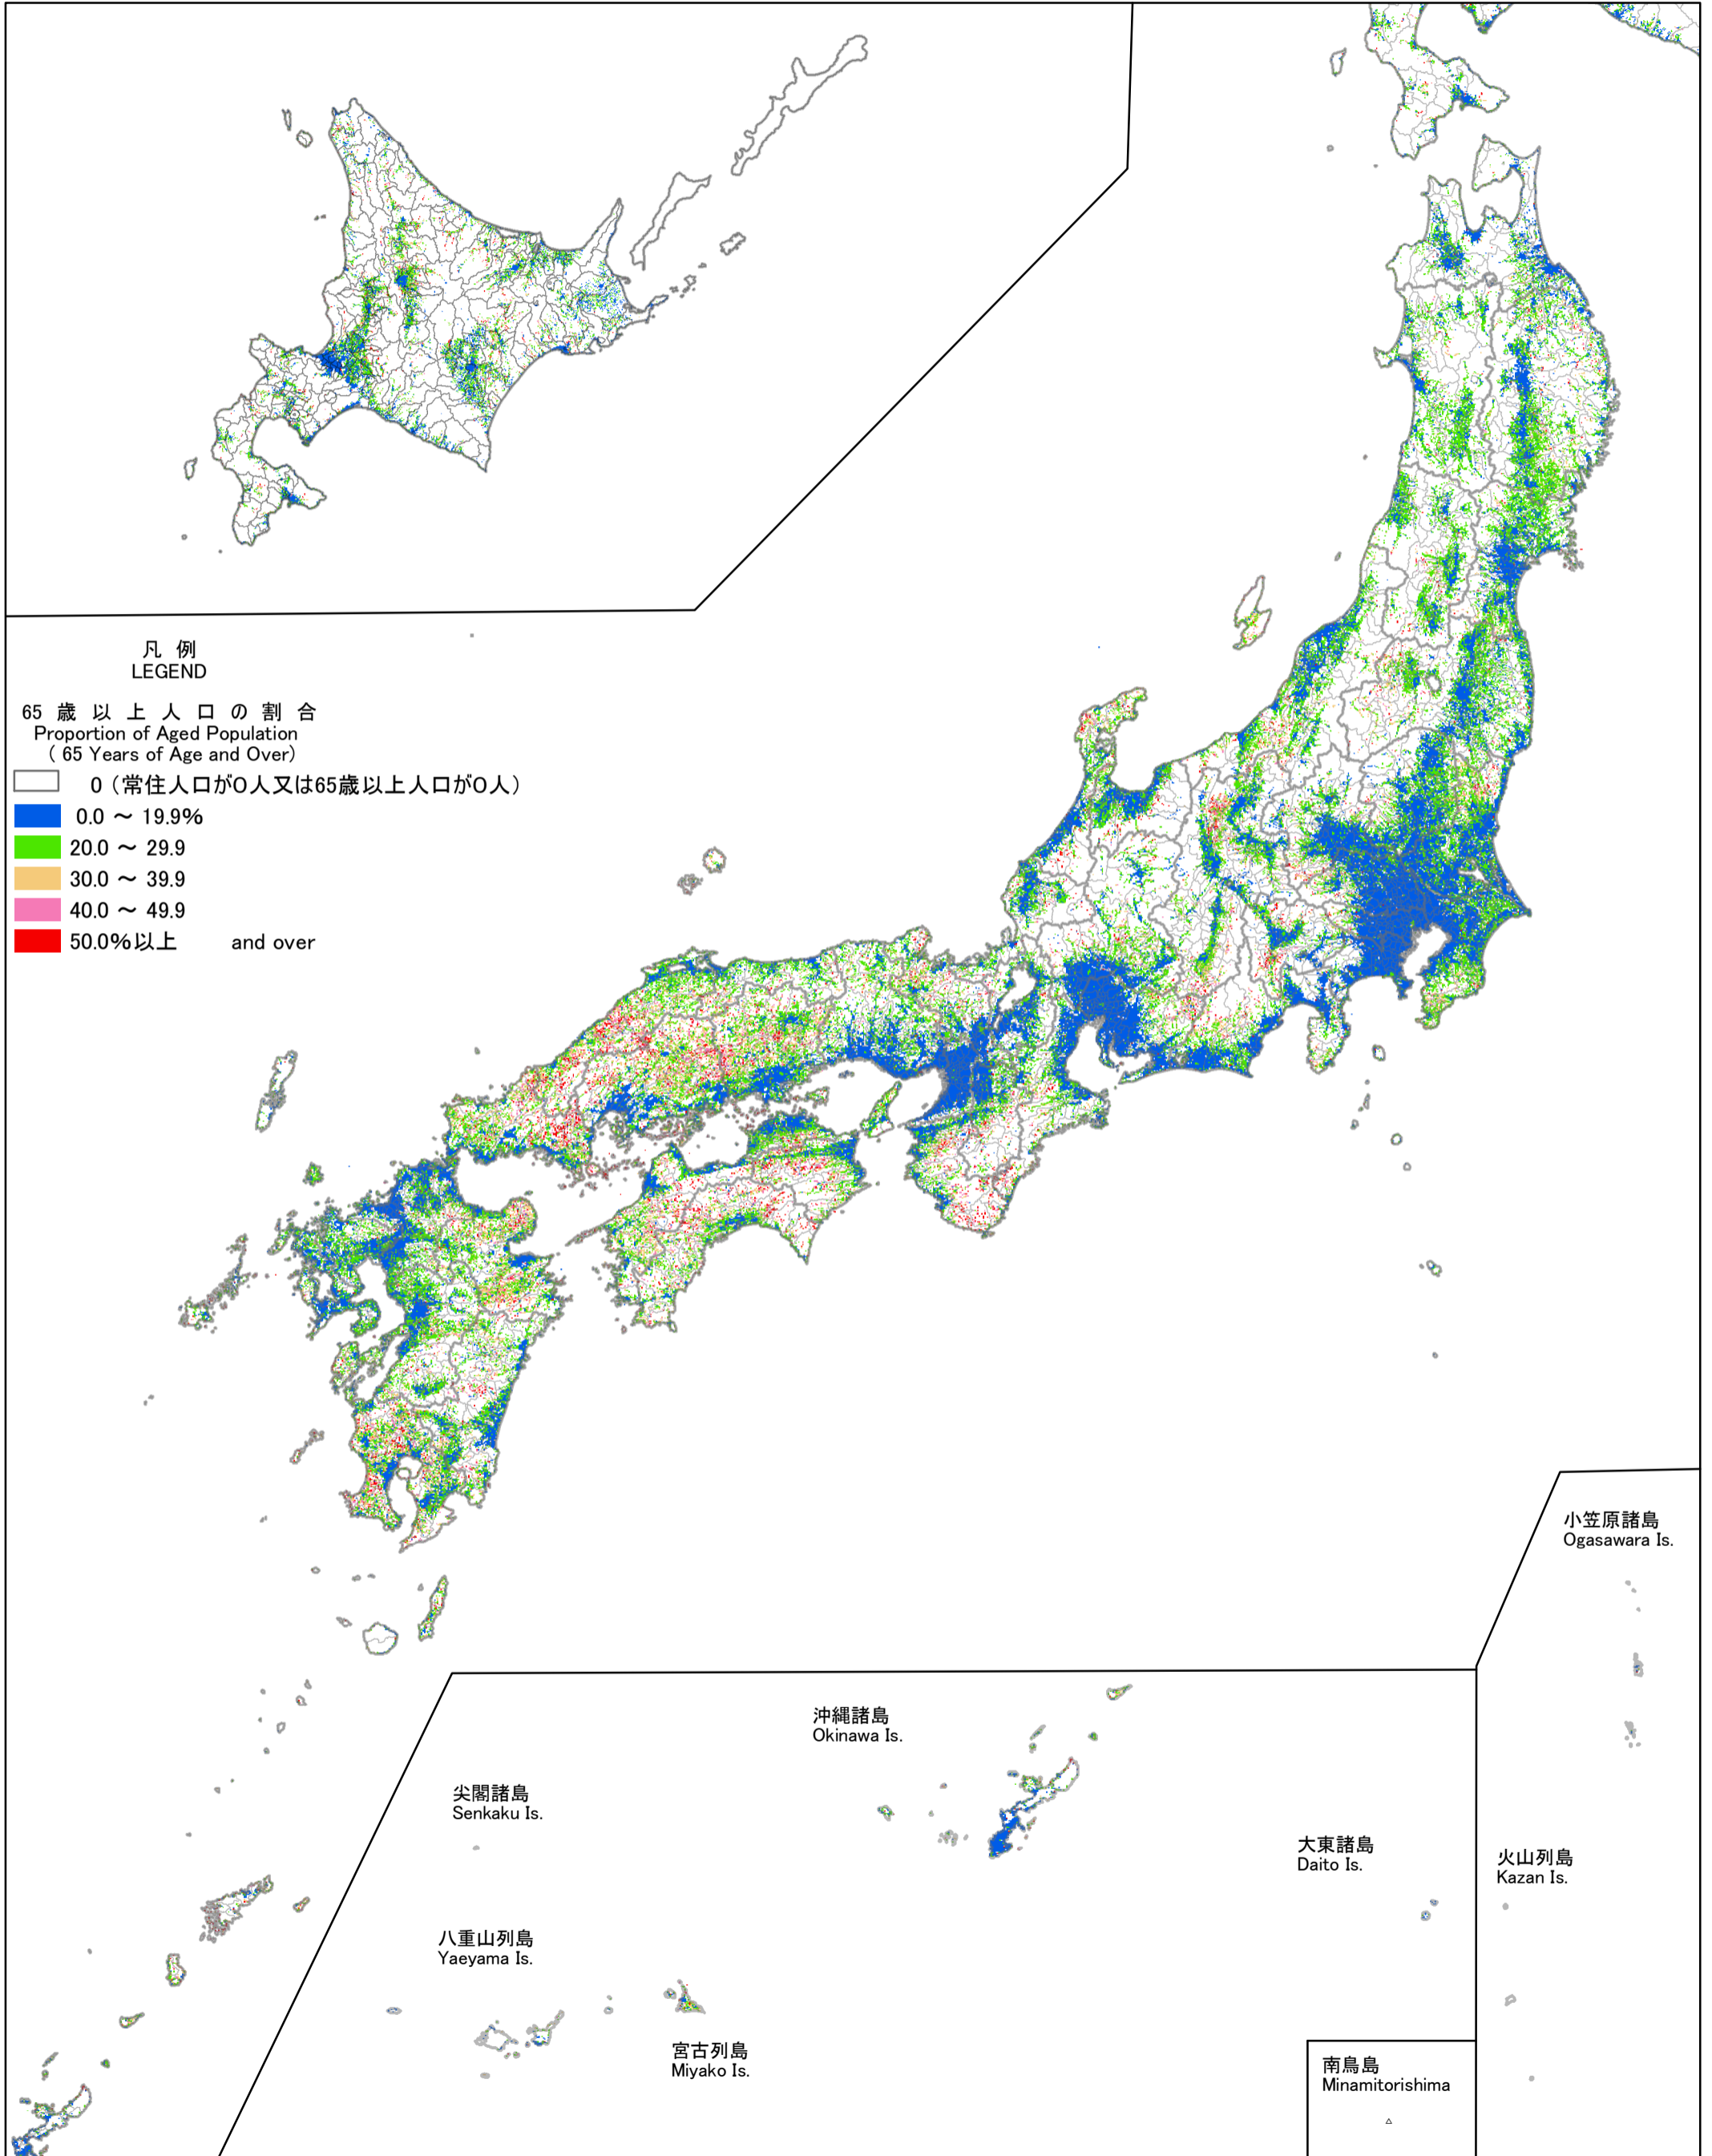 凡 例
LEGEND
65 歳 以 上 人 口 の 割 合
Proportion of Aged Population
( 65 Years of Age and Over)
0 (常住人口が0人又は65歳以上人口が0人)
0.0 ～ 19.9%
20.0 ～ 29.9
30.0 ～ 39.9
40.0 ～ 49.9
50.0%以上 and over
小笠原諸島
Ogasawara Is.
沖縄諸島
Okinawa Is.
尖閣諸島
Senkaku Is.
大東諸島
Daito Is.
火山列島
Kazan Is.
八重山列島
Yaeyama Is.
宮古列島
Miyako Is.
南鳥島
Minamitorishima